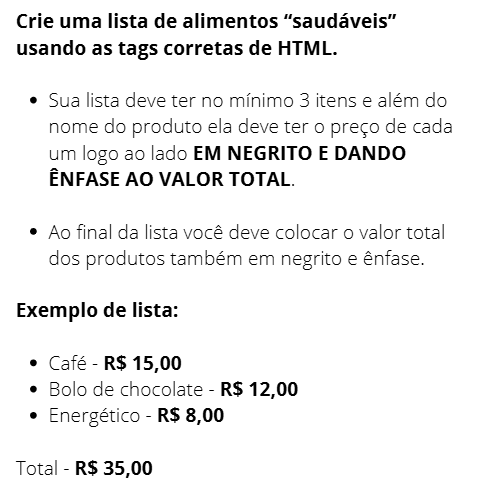 Crie uma lista de alimentos “saudáveis”
usando as tags corretas de HTML.
• Sua lista deve ter no mínimo 3 itens e além do
nome do produto ela deve ter o preço de cada
um logo ao lado EM NEGRITO E DANDO
ÊNFASE AO VALOR TOTAL.
• Ao final da lista você deve colocar o valor total
dos produtos também em negrito e ênfase.
Exemplo de lista:
• Café - R$ 15,00
• Bolo de chocolate - R$ 12,00
• Energético - R$ 8,00
Total - R$ 35,00